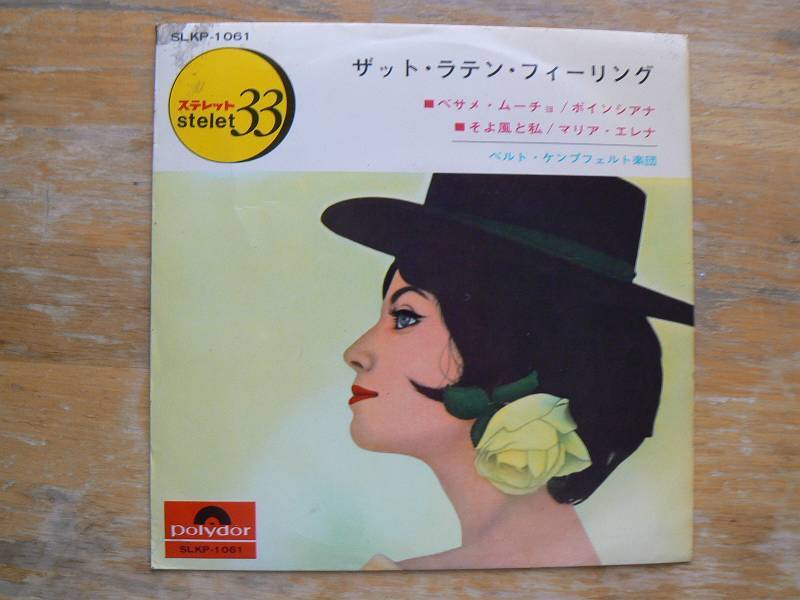 SLKP-1061
ステレット
stelet 33
ザット・ラテン・フィーリング
■ベサメ・ムーチョ/ポインシアナ
■そよ風と私/マリア・エレナ
ベルト・ケンプフェルト楽団
polydor
SLKP-1061